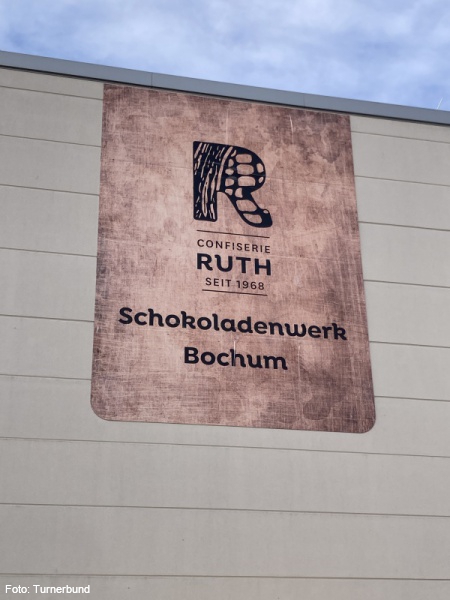 R
CONFISERIE
RUTH
SEIT 1968
Schokoladenwerk
Bochum
Foto: Turnerbund